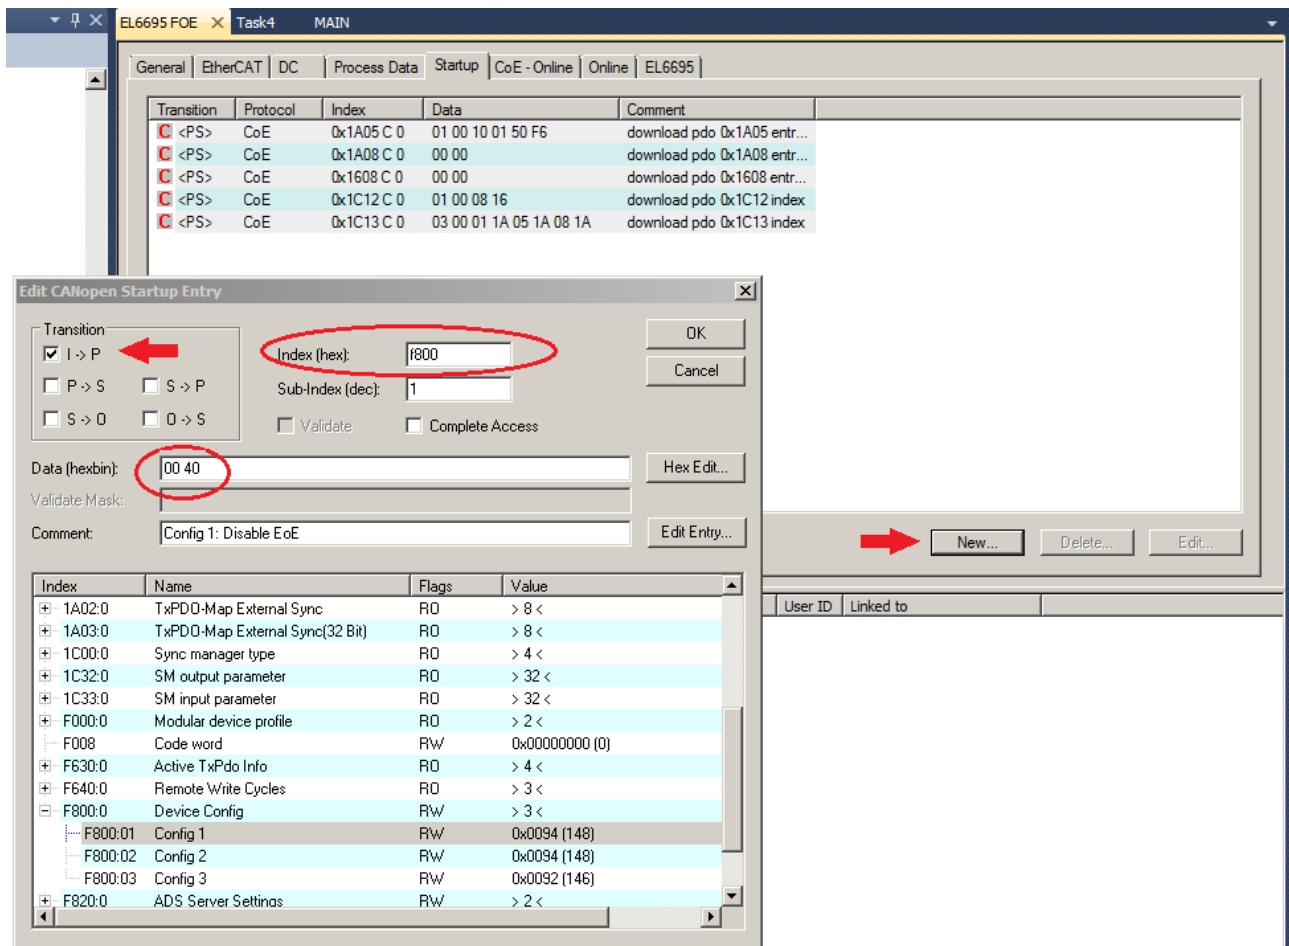 EL6695 FOE Task4 MAIN
General EtherCAT DC Process Data Startup CoE - Online Online EL6695
Transition Protocol Index Data Comment
C <PS> CoE 0x1A05 C 0 01 00 10 01 50 F6 download pdo 0x1A05 entr...
C <PS> CoE 0x1A08 C 0 00 00 download pdo 0x1A08 entr...
C <PS> CoE 0x1608 C 0 00 00 download pdo 0x1608 entr...
C <PS> CoE 0x1C12 C 0 01 00 08 16 download pdo 0x1C12 index
C <PS> CoE 0x1C13 C 0 03 00 01 1A 05 1A 08 1A download pdo 0x1C13 index
Edit CANopen Startup Entry
Transition
I -> P
P -> S S -> P
S -> O O -> S
Index (hex): f800
Sub-Index (dec): 1
Validate Complete Access
OK
Cancel
Data (hexbin): 00 40 Hex Edit...
Validate Mask:
Comment: Config 1: Disable EoE Edit Entry...
New... Delete... Edit...
Index Name Flags Value
1A02:0 TxPDO-Map External Sync RO > 8 <
1A03:0 TxPDO-Map External Sync(32 Bit) RO > 8 <
1C00:0 Sync manager type RO > 4 <
1C32:0 SM output parameter RO > 32 <
1C33:0 SM input parameter RO > 32 <
F000:0 Modular device profile RO > 2 <
F008 Code word RW 0x00000000 (0)
F630:0 Active TxPdo Info RO > 4 <
F640:0 Remote Write Cycles RO > 3 <
F800:0 Device Config RW > 3 <
F800:01 Config 1 RW 0x0094 (148)
F800:02 Config 2 RW 0x0094 (148)
F800:03 Config 3 RW 0x0092 (146)
F820:0 ADS Server Settings RW > 2 <
User ID Linked to